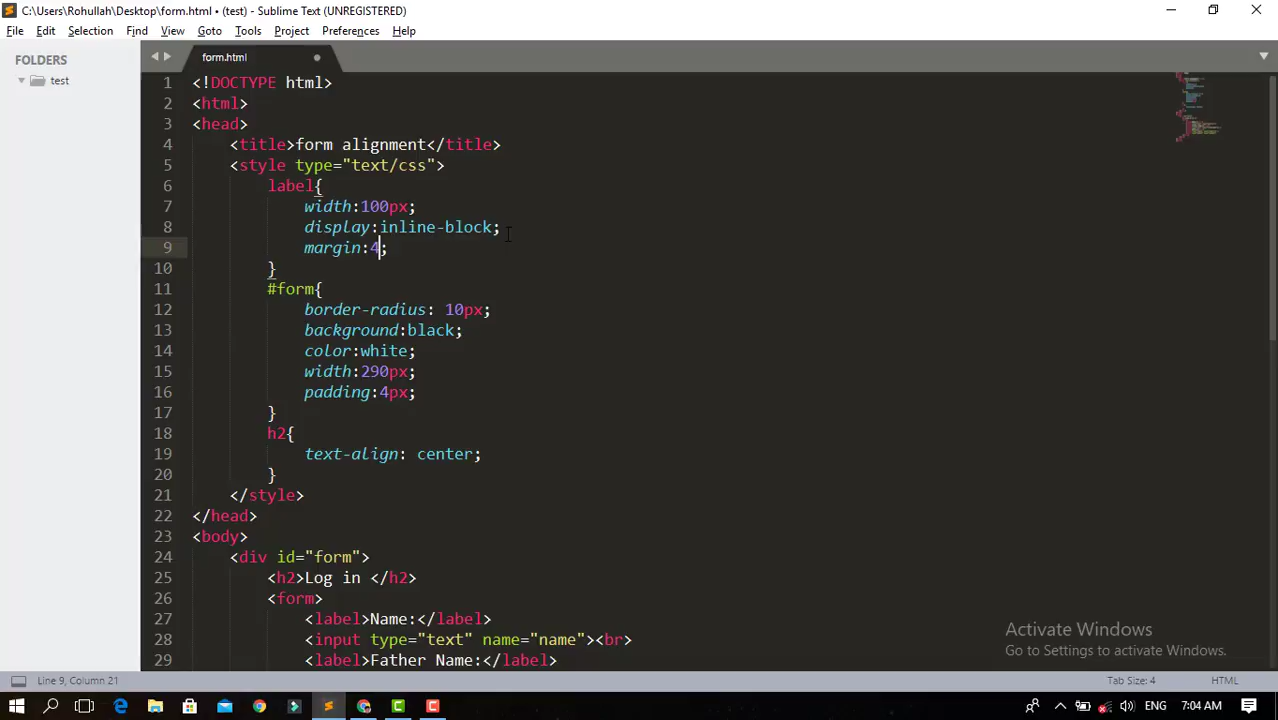 C:\Users\Rohullah\Desktop\form.html • (test) - Sublime Text (UNREGISTERED)
File Edit Selection Find View Goto Tools Project Preferences Help
FOLDERS
test
form.html
1 <!DOCTYPE html>
2 <html>
3 <head>
4 <title>form alignment</title>
5 <style type="text/css">
6 label{
7 width:100px;
8 display:inline-block;
9 margin:4;
10 }
11 #form{
12 border-radius: 10px;
13 background:black;
14 color:white;
15 width:290px;
16 padding:4px;
17 }
18 h2{
19 text-align: center;
20 }
21 </style>
22 </head>
23 <body>
24 <div id="form">
25 <h2>Log in </h2>
26 <form>
27 <label>Name:</label>
28 <input type="text" name="name"><br>
29 <label>Father Name:</label>
Activate Windows
Go to Settings to activate Windows.
Line 9, Column 21
Tab Size: 4
HTML
ENG
7:04 AM